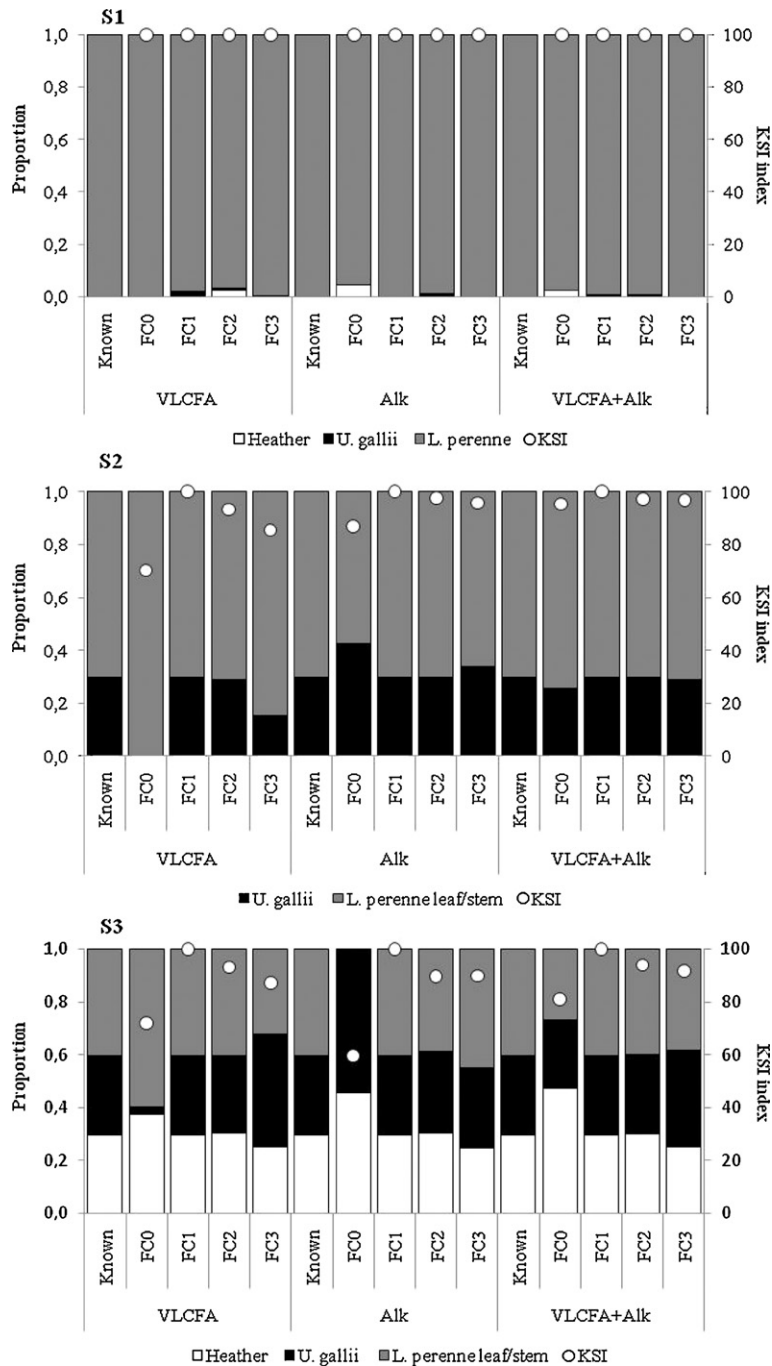 S1
Proportion
1,0
0,8
0,6
0,4
0,2
0,0
KSI index
100
80
60
40
20
0
Known FC0 FC1 FC2 FC3 Known FC0 FC1 FC2 FC3 Known FC0 FC1 FC2 FC3
VLCFA Alk VLCFA+Alk
Heather U. gallii L. perenne KSI
S2
Proportion
1,0
0,8
0,6
0,4
0,2
0,0
KSI index
100
80
60
40
20
0
Known FC0 FC1 FC2 FC3 Known FC0 FC1 FC2 FC3 Known FC0 FC1 FC2 FC3
VLCFA Alk VLCFA+Alk
U. gallii L. perenne leaf/stem KSI
S3
Proportion
1,0
0,8
0,6
0,4
0,2
0,0
KSI index
100
80
60
40
20
0
Known FC0 FC1 FC2 FC3 Known FC0 FC1 FC2 FC3 Known FC0 FC1 FC2 FC3
VLCFA Alk VLCFA+Alk
Heather U. gallii L. perenne leaf/stem KSI